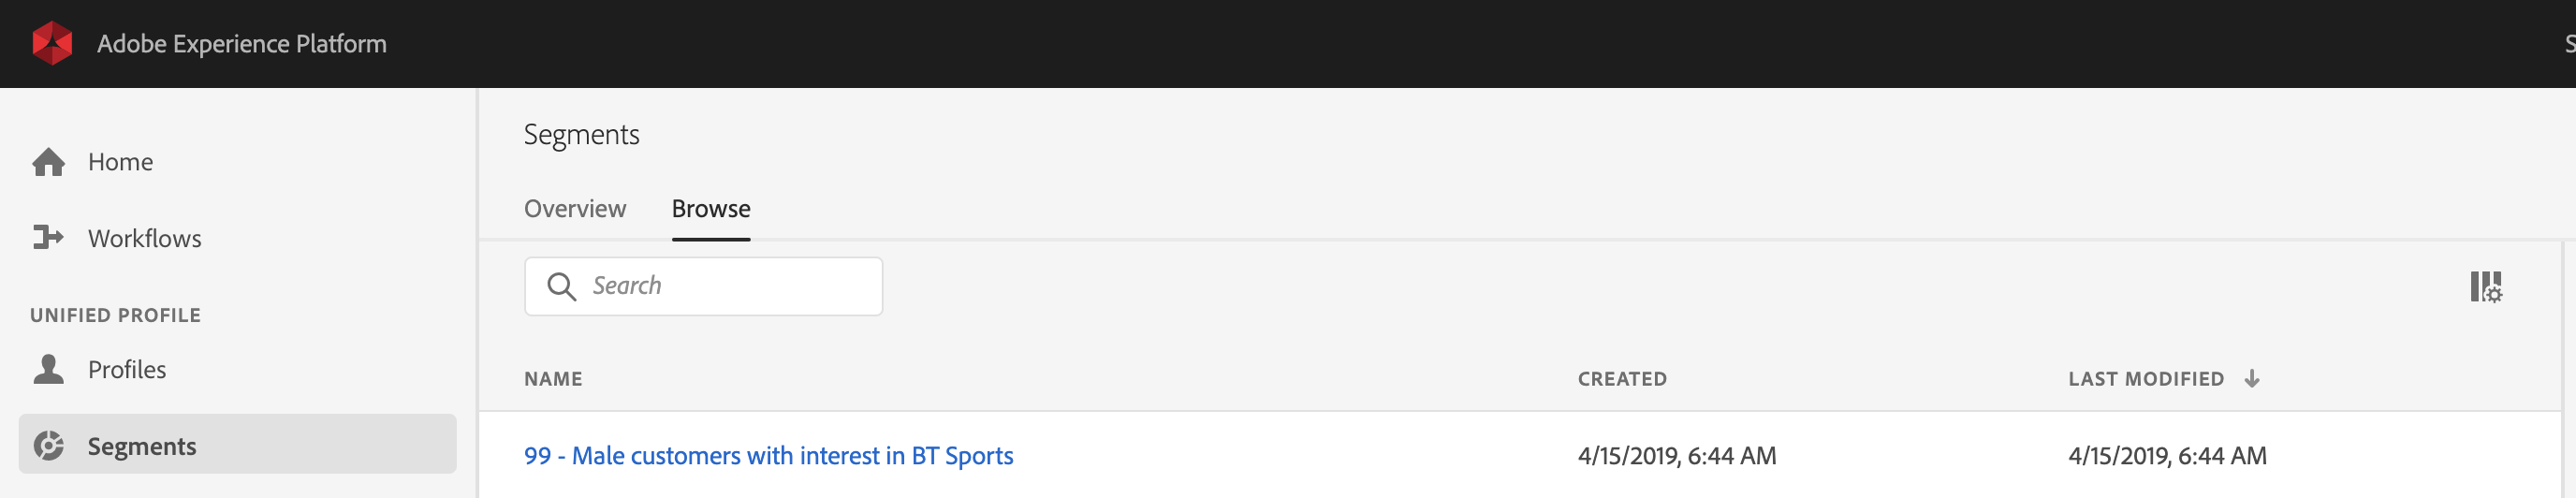 Adobe Experience Platform
S
Home
Workflows
UNIFIED PROFILE
Profiles
Segments
Segments
Overview Browse
Search
NAME CREATED LAST MODIFIED
99 - Male customers with interest in BT Sports 4/15/2019, 6:44 AM 4/15/2019, 6:44 AM